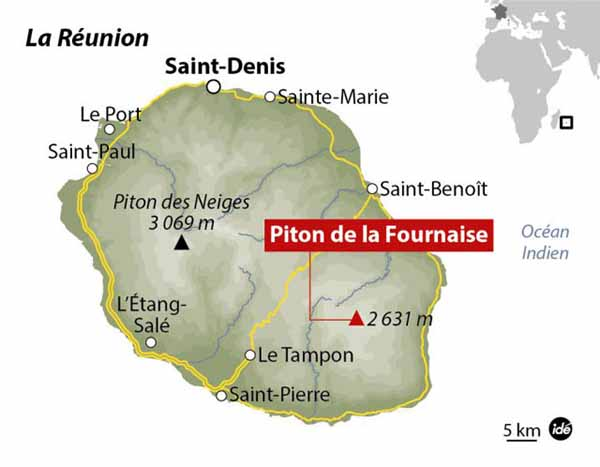 La Réunion
Saint-Denis
Sainte-Marie
Le Port
Saint-Paul
Saint-Benoît
Piton des Neiges
3 069 m
Piton de la Fournaise
Océan
Indien
L'Étang-
Salé
2 631 m
Le Tampon
Saint-Pierre
5 km
idé